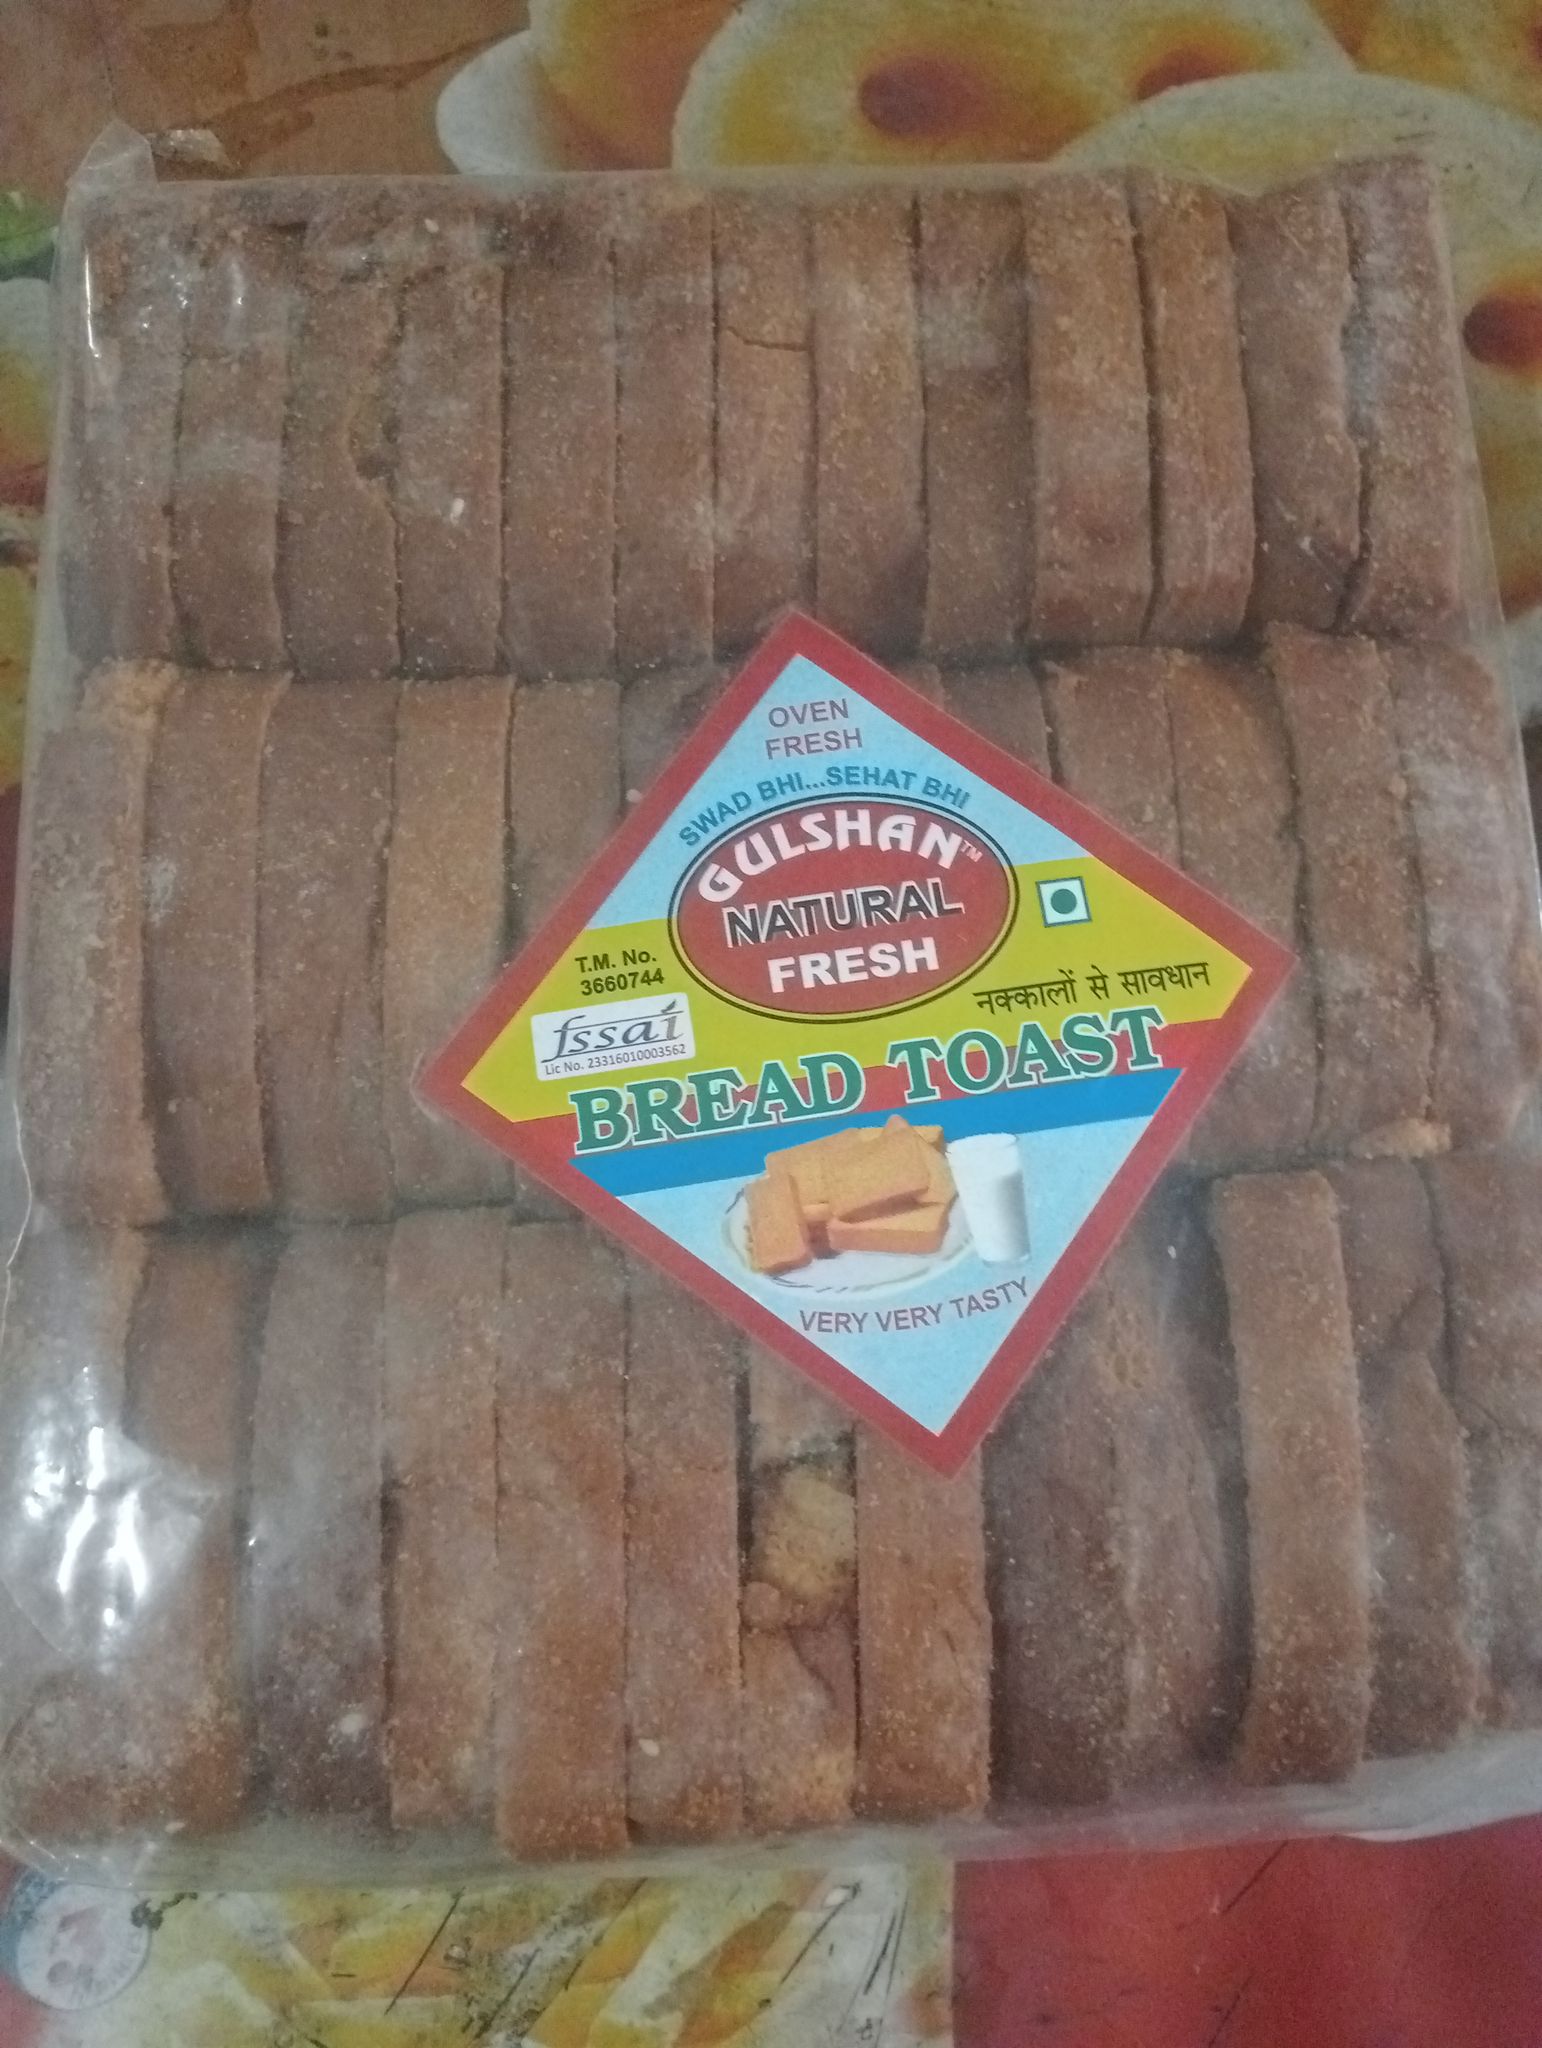 OVEN
FRESH
SWAD BHI...SEHAT BHI
GULSHAN™
NATURAL
FRESH
T.M. No.
3660744
नक्कालों से सावधान
fssai
Lic No. 23316010003562
BREAD TOAST
VERY VERY TASTY